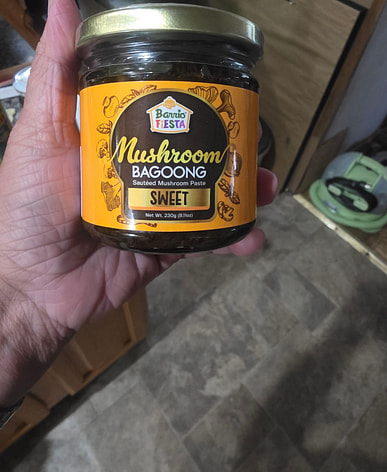 Barrio
FIESTA
Mushroom
BAGOONG
Sautéed Mushroom Paste
SWEET
Net Wt. 230g (8.11oz)